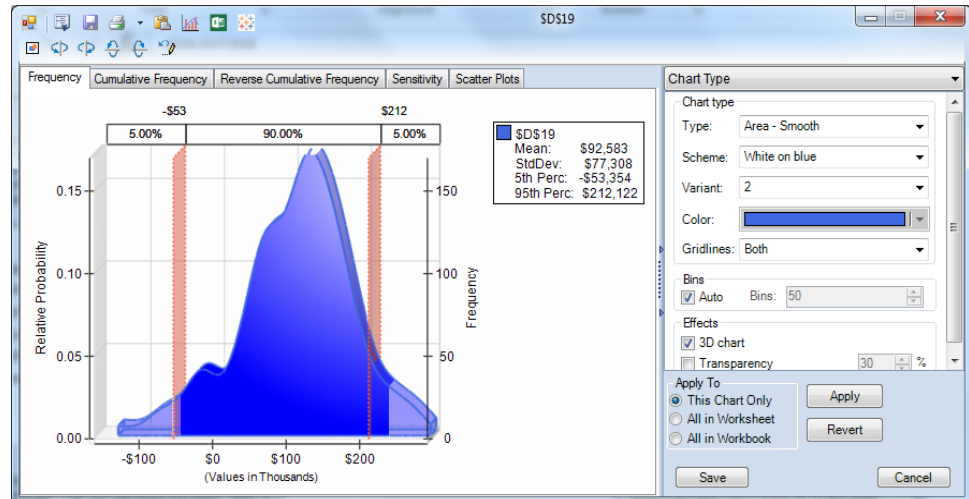 $D$19
Frequency
Cumulative Frequency
Reverse Cumulative Frequency
Sensitivity
Scatter Plots
-$53
$212
5.00%
90.00%
5.00%
$D$19
Mean: $92,583
StdDev: $77,308
5th Perc: -$53,354
95th Perc: $212,122
0.15
0.10
0.05
0.00
Relative Probability
150
100
50
0
Frequency
-$100
$0
$100
$200
(Values in Thousands)
Chart Type
Chart type
Type: Area - Smooth
Scheme: White on blue
Variant: 2
Color:
Gridlines: Both
Bins
Auto Bins: 50
Effects
3D chart
Transparency 30 %
Apply To
This Chart Only
All in Worksheet
All in Workbook
Apply
Revert
Save
Cancel